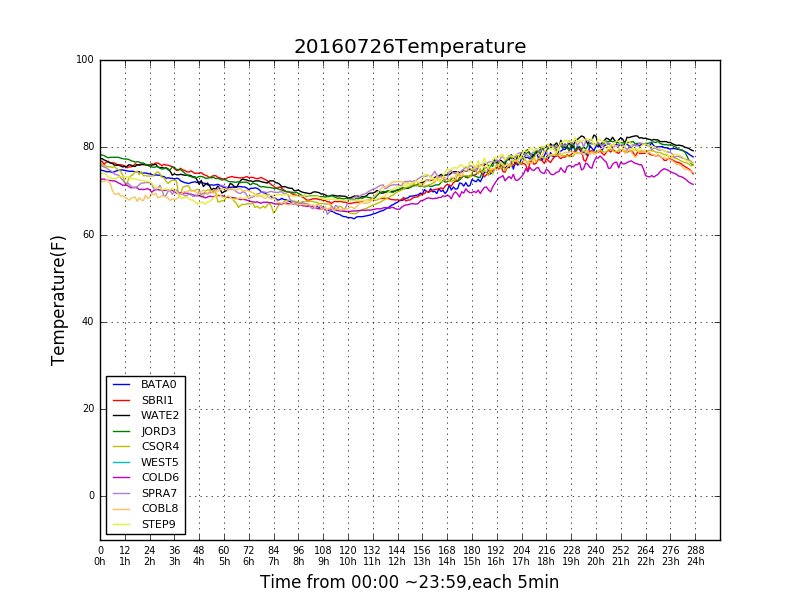 20160726Temperature
100
80
60
40
20
0
Temperature(F)
BATA0
SBRI1
WATE2
JORD3
CSQR4
WEST5
COLD6
SPRA7
COBL8
STEP9
0 12 24 36 48 60 72 84 96 108 120 132 144 156 168 180 192 204 216 228 240 252 264 276 288
0h 1h 2h 3h 4h 5h 6h 7h 8h 9h 10h 11h 12h 13h 14h 15h 16h 17h 18h 19h 20h 21h 22h 23h 24h
Time from 00:00 ~23:59,each 5min